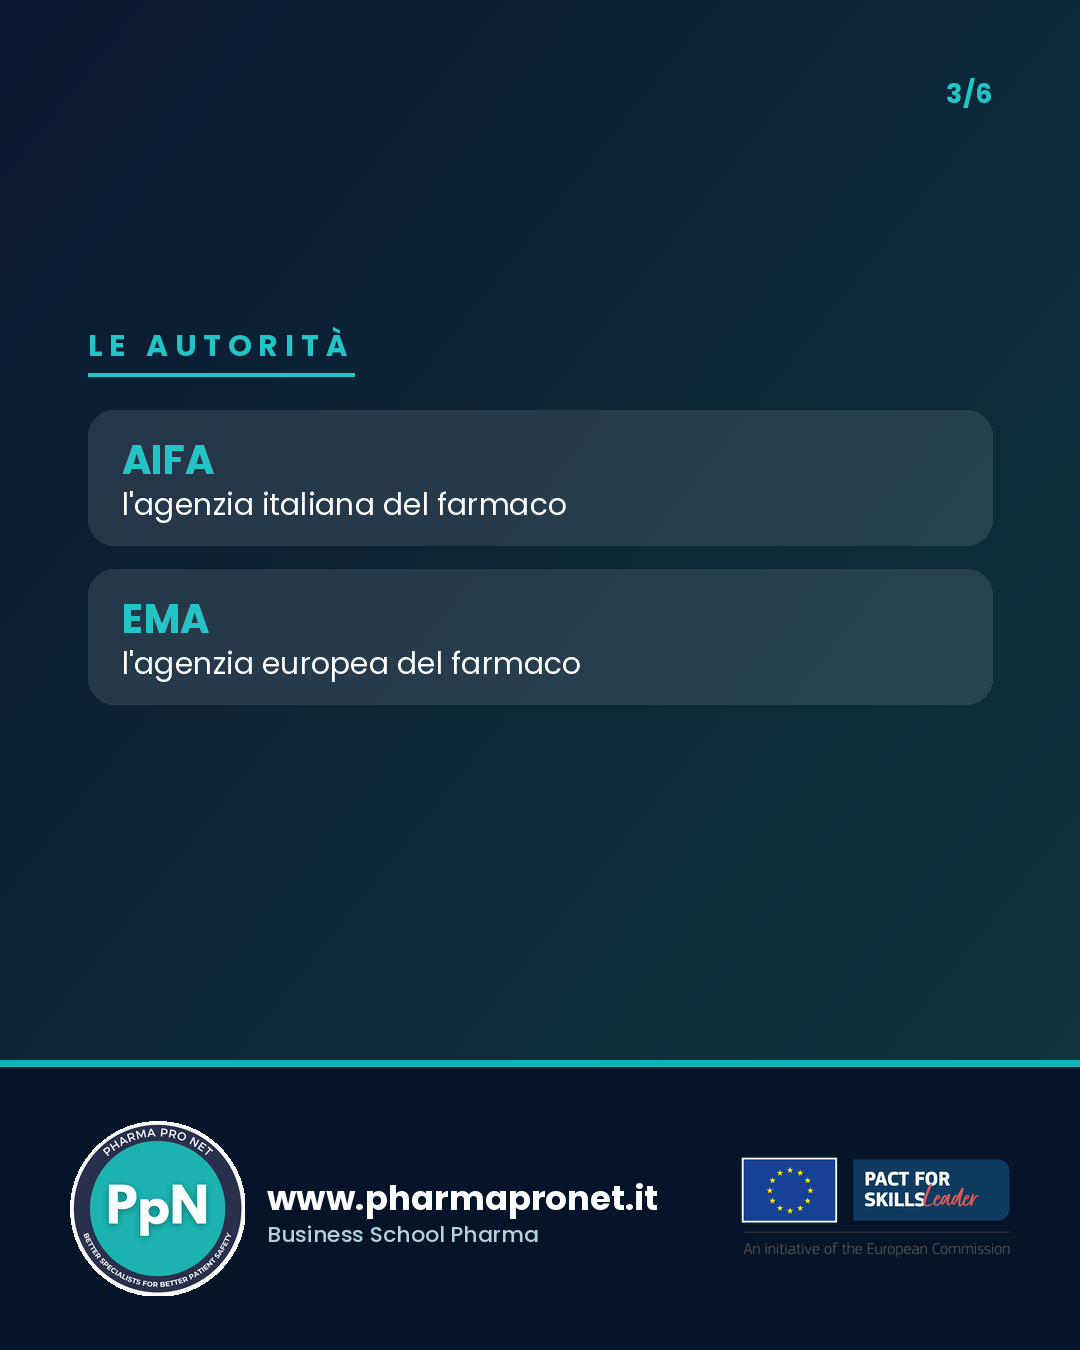 3/6
LE AUTORITÀ
AIFA
l'agenzia italiana del farmaco
EMA
l'agenzia europea del farmaco
PHARMA PRO NET
PpN
BETTER SPECIALISTS FOR BETTER PATIENT SAFETY
www.pharmapronet.it
Business School Pharma
PACT FOR
SKILLS Leader
An initiative of the European Commission